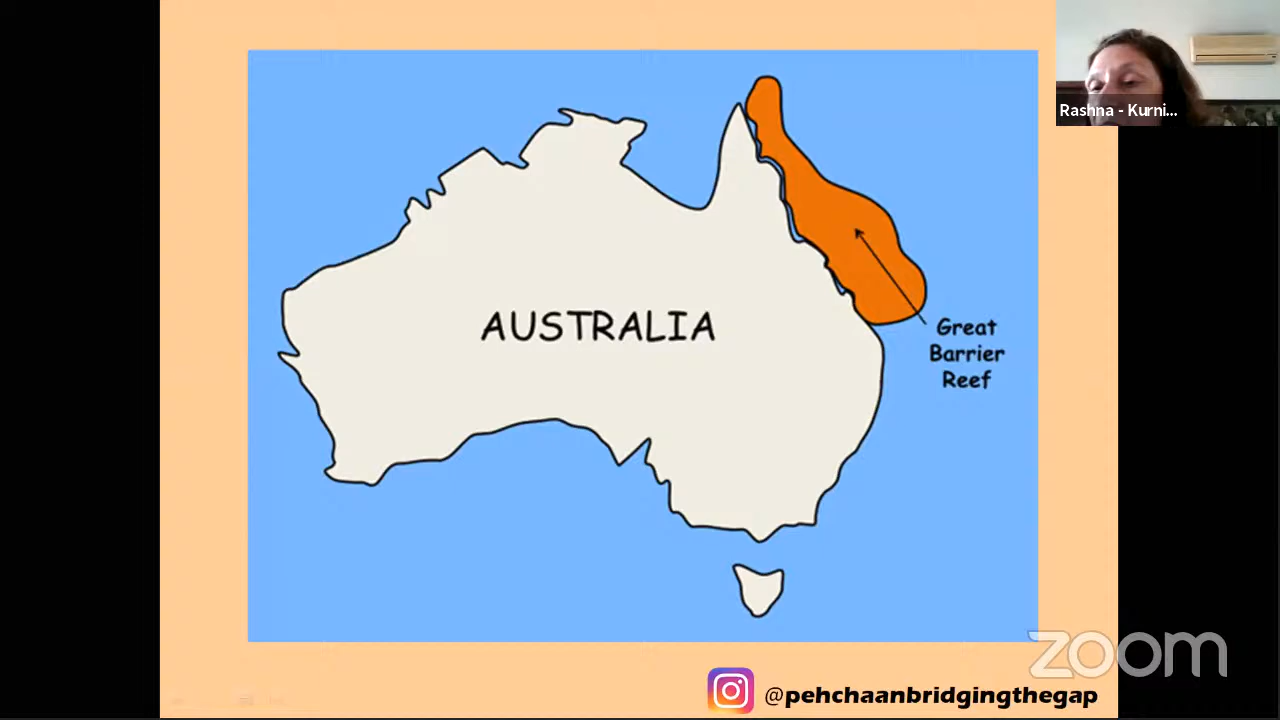 Rashna - Kurni...
AUSTRALIA
Great
Barrier
Reef
zoom
@pehchaanbridgingthegap